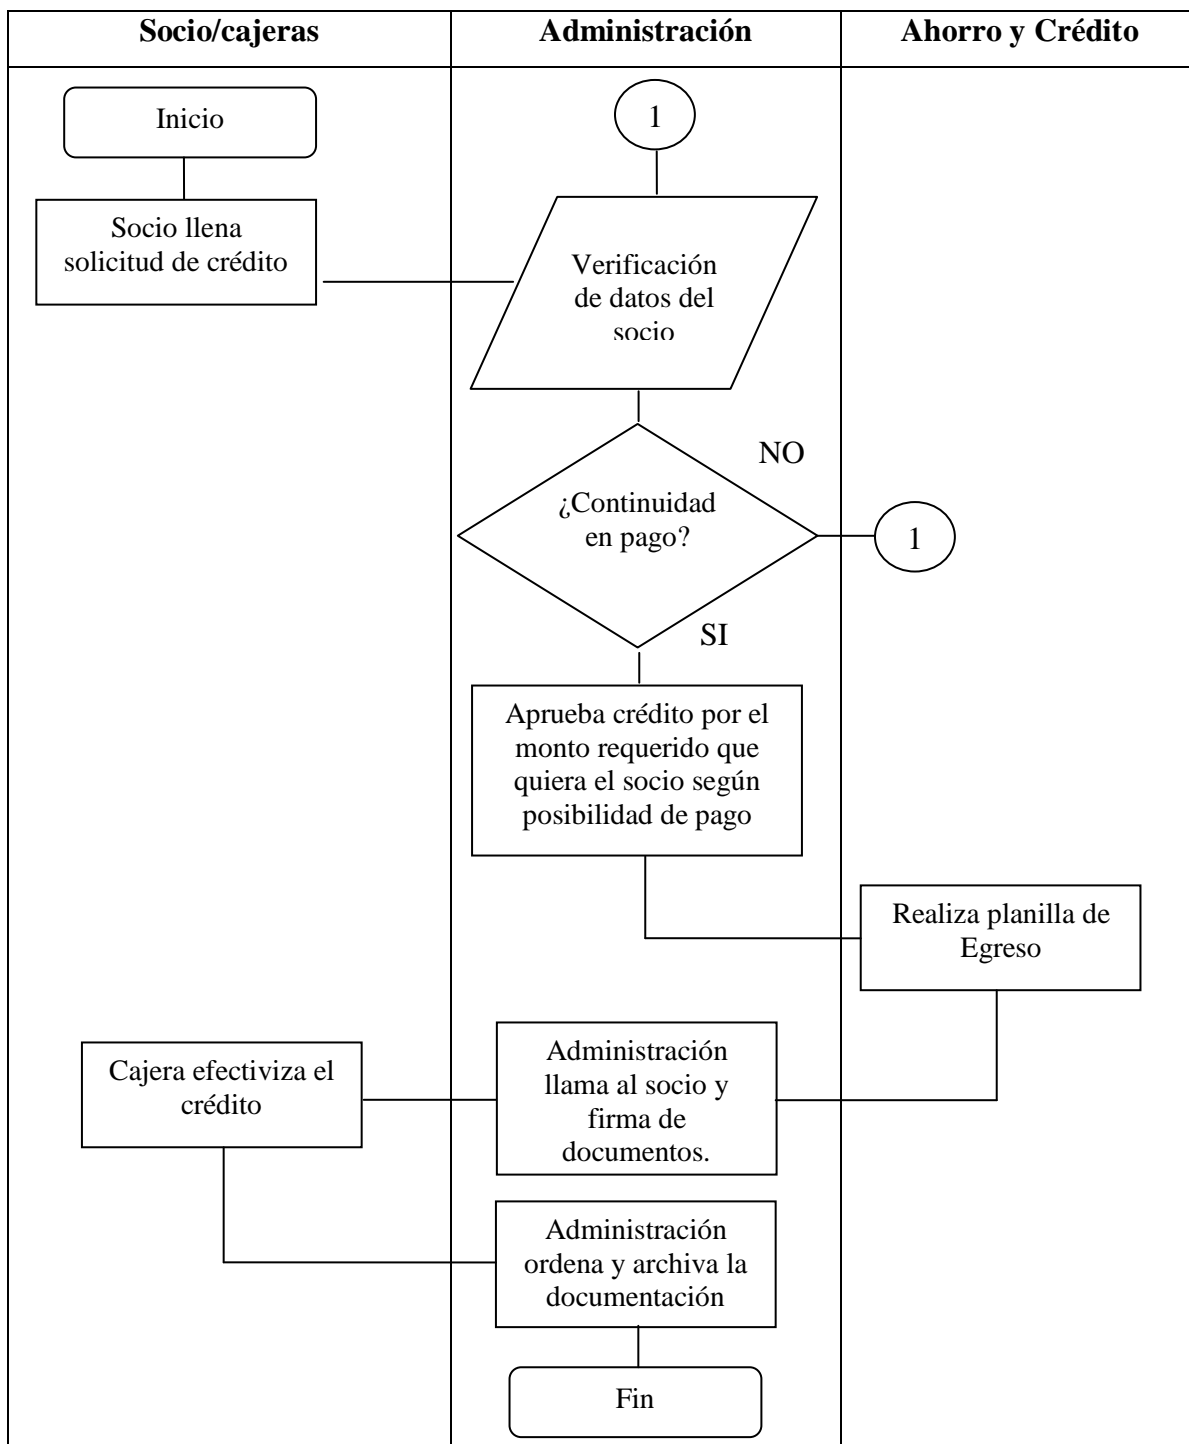 Socio/cajeras
Administración
Ahorro y Crédito
Inicio
1
Socio llena
solicitud de crédito
Verificación
de datos del
socio
NO
¿Continuidad
en pago?
1
SI
Aprueba crédito por el
monto requerido que
quiera el socio según
posibilidad de pago
Realiza planilla de
Egreso
Administración
llama al socio y
firma de
documentos.
Cajera efectiviza el
crédito
Administración
ordena y archiva la
documentación
Fin